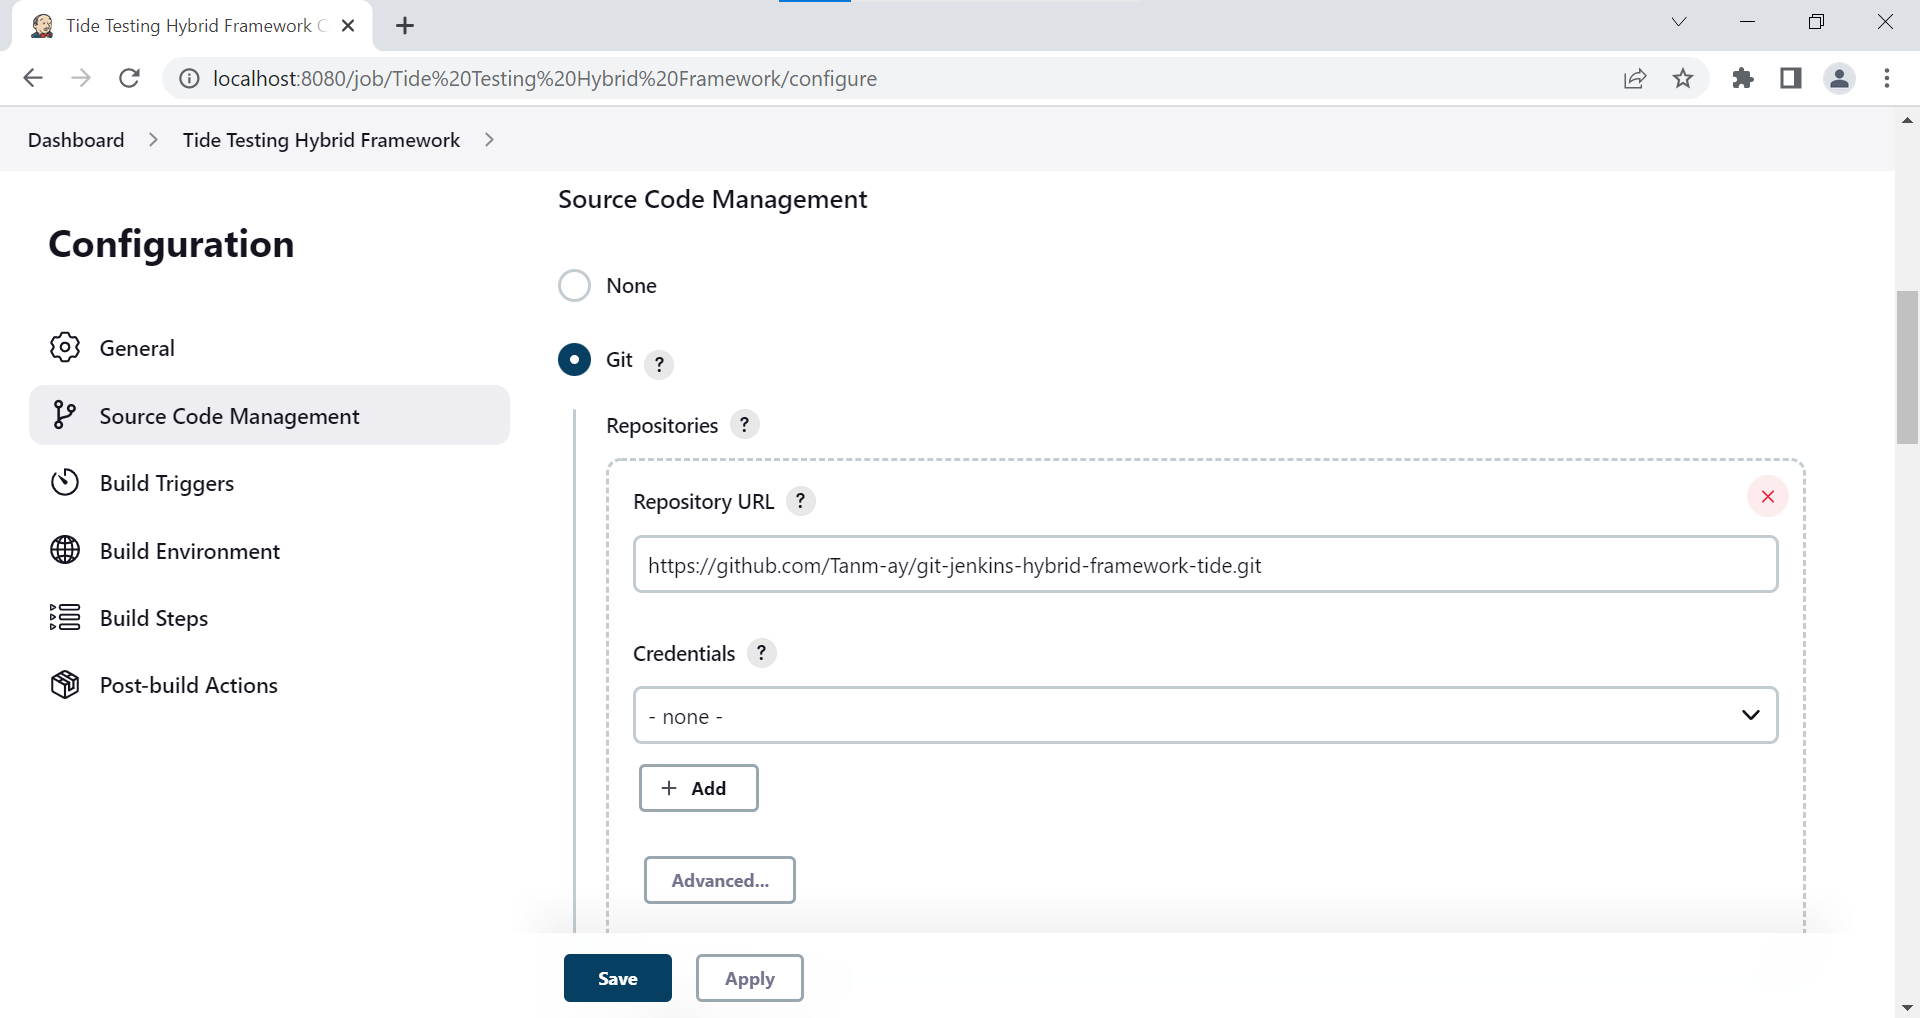 Tide Testing Hybrid Framework C
localhost:8080/job/Tide%20Testing%20Hybrid%20Framework/configure
Dashboard
Tide Testing Hybrid Framework
Configuration
General
Source Code Management
Build Triggers
Build Environment
Build Steps
Post-build Actions
Source Code Management
None
Git ?
Repositories ?
Repository URL ?
https://github.com/Tanm-ay/git-jenkins-hybrid-framework-tide.git
Credentials ?
- none -
+ Add
Advanced...
Save
Apply